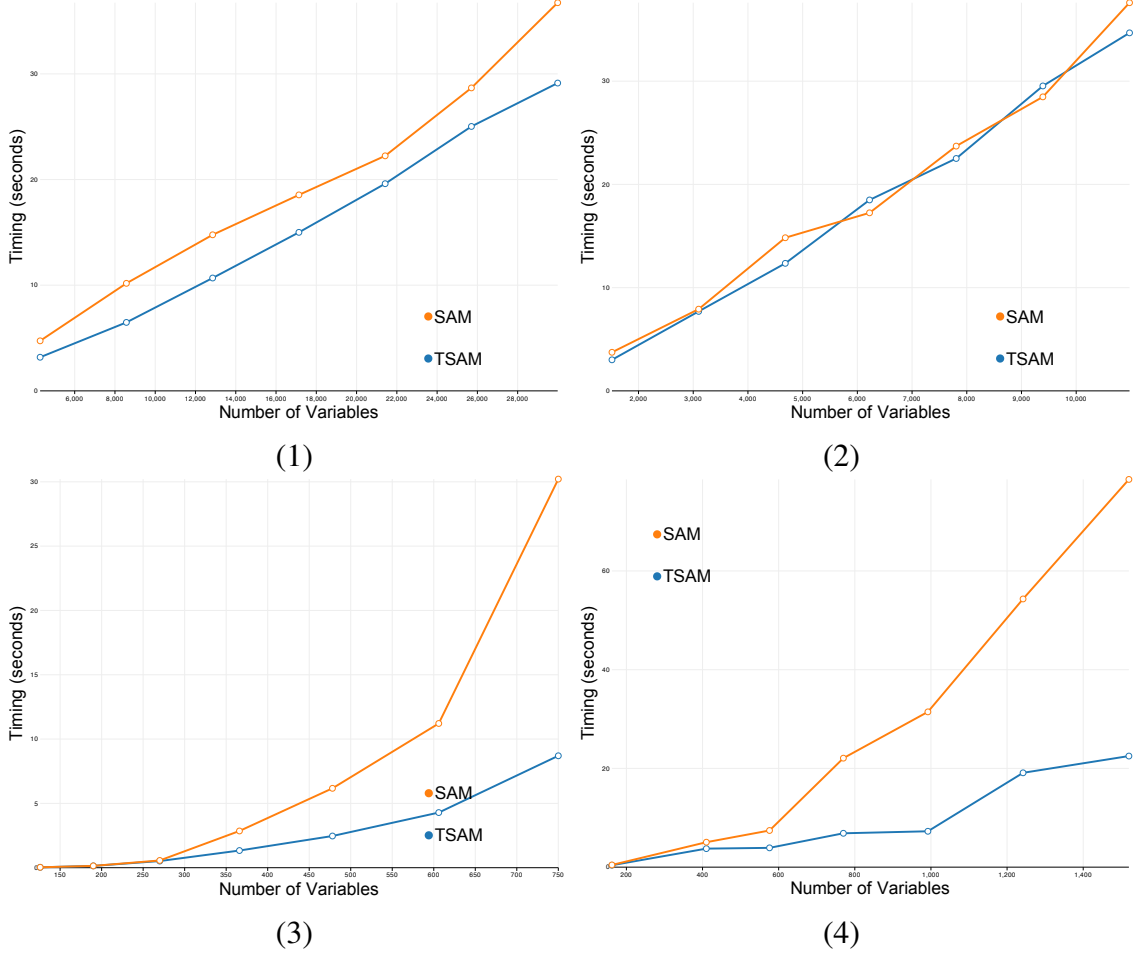 30
20
10
0
Timing (seconds)
SAM
TSAM
6,000 8,000 10,000 12,000 14,000 16,000 18,000 20,000 22,000 24,000 26,000 28,000
Number of Variables
(1)
30
20
10
0
Timing (seconds)
SAM
TSAM
2,000 3,000 4,000 5,000 6,000 7,000 8,000 9,000 10,000
Number of Variables
(2)
30
25
20
15
10
5
0
Timing (seconds)
SAM
TSAM
150 200 250 300 350 400 450 500 550 600 650 700 750
Number of Variables
(3)
60
40
20
0
Timing (seconds)
SAM
TSAM
200 400 600 800 1,000 1,200 1,400
Number of Variables
(4)